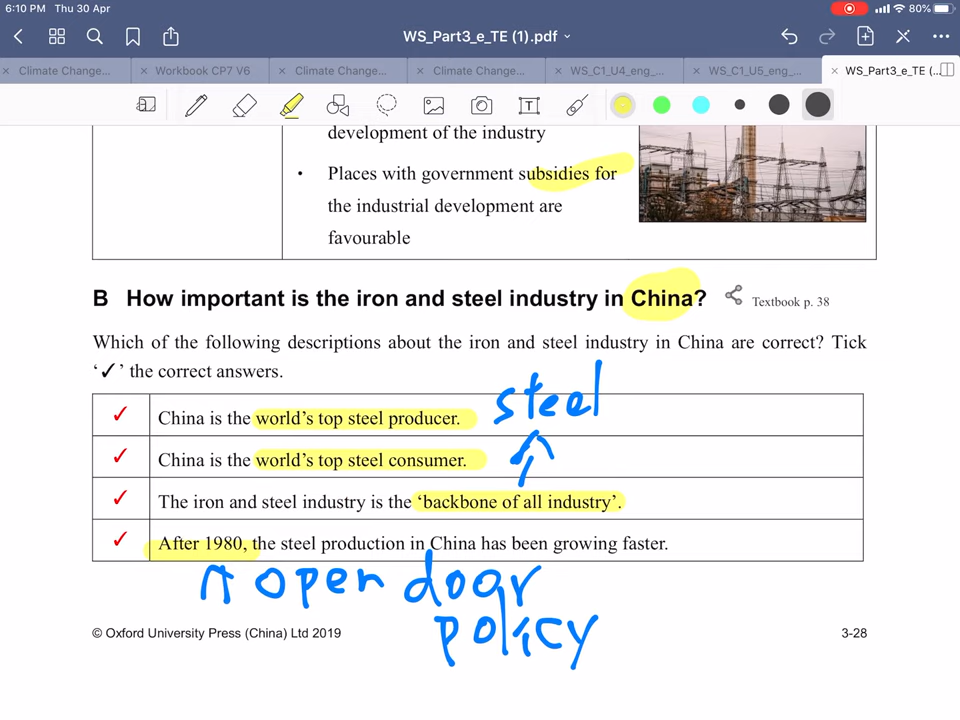 6:10 PM Thu 30 Apr
80%
WS_Part3_e_TE (1).pdf
Climate Change...
Workbook CP7 V6
Climate Change...
Climate Change...
WS_C1_U4_eng_...
WS_C1_U5_eng_...
WS_Part3_e_TE (...
T
development of the industry
• Places with government subsidies for
the industrial development are
favourable
B How important is the iron and steel industry in China? Textbook p. 38
Which of the following descriptions about the iron and steel industry in China are correct? Tick
‘✓’ the correct answers.
✓ China is the world’s top steel producer. steel
✓ China is the world’s top steel consumer.
✓ The iron and steel industry is the ‘backbone of all industry’.
✓ After 1980, the steel production in China has been growing faster.
open door
policy
© Oxford University Press (China) Ltd 2019 3-28